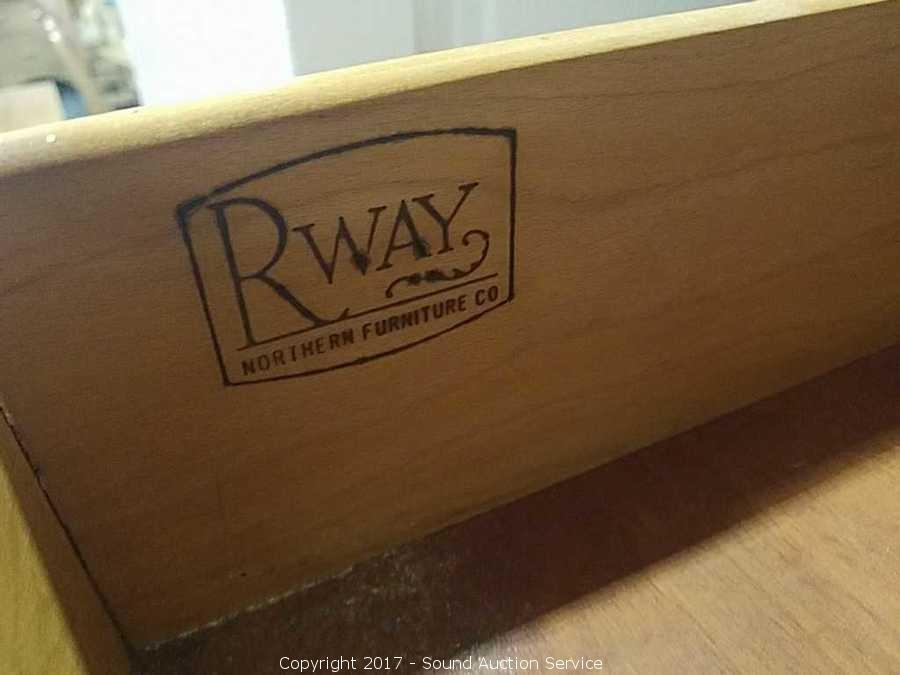 RWAY
NORTHERN FURNITURE CO
Copyright 2017 - Sound Auction Service